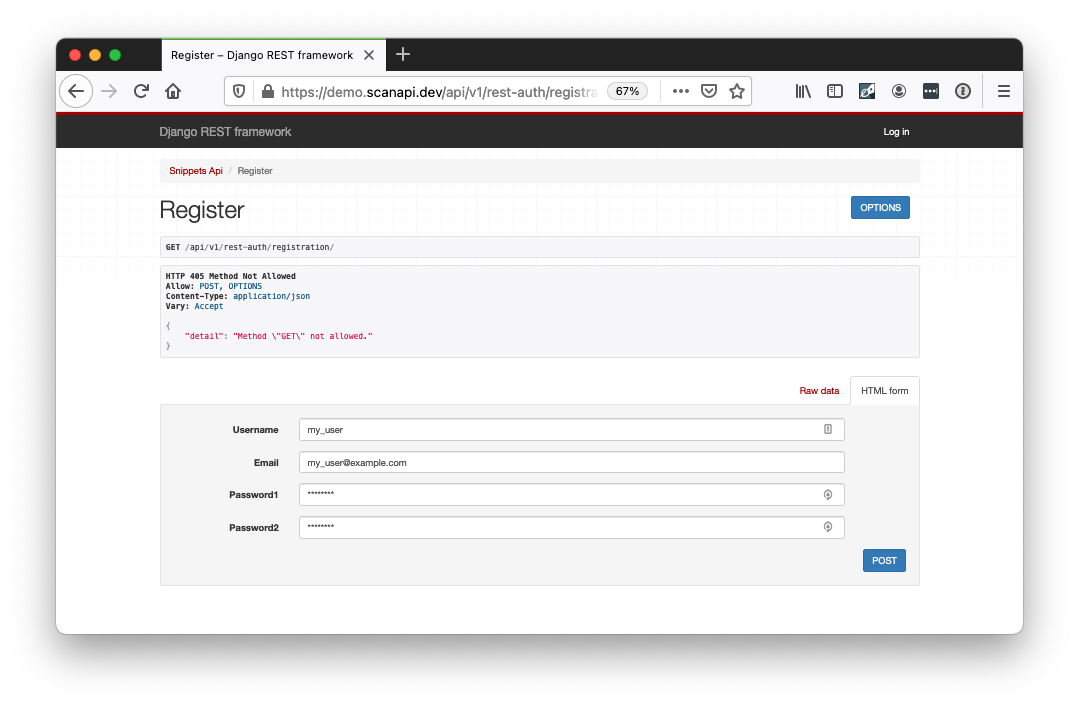 Register – Django REST framework
https://demo.scanapi.dev/api/v1/rest-auth/registra
67%
Django REST framework
Log in
Snippets Api / Register
Register
OPTIONS
GET /api/v1/rest-auth/registration/
HTTP 405 Method Not Allowed
Allow: POST, OPTIONS
Content-Type: application/json
Vary: Accept
{
"detail": "Method \"GET\" not allowed."
}
Raw data
HTML form
Username my_user
Email my_user@example.com
Password1 ********
Password2 ********
POST